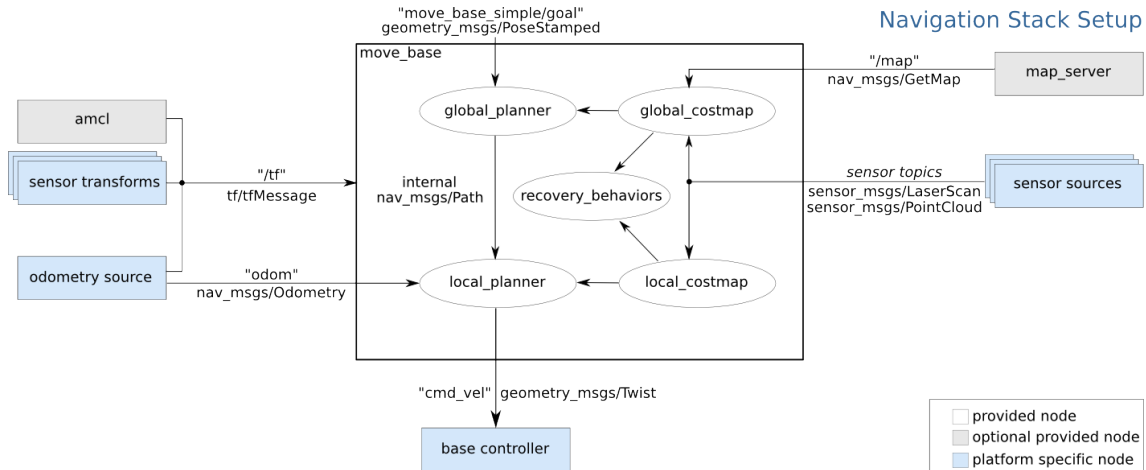 Navigation Stack Setup
"move_base_simple/goal"
geometry_msgs/PoseStamped
move_base
"/map"
nav_msgs/GetMap
map_server
global_planner
global_costmap
amcl
sensor transforms
"/tf"
tf/tfMessage
internal
nav_msgs/Path
recovery_behaviors
sensor topics
sensor_msgs/LaserScan
sensor_msgs/PointCloud
sensor sources
odometry source
"odom"
nav_msgs/Odometry
local_planner
local_costmap
"cmd_vel" geometry_msgs/Twist
base controller
provided node
optional provided node
platform specific node